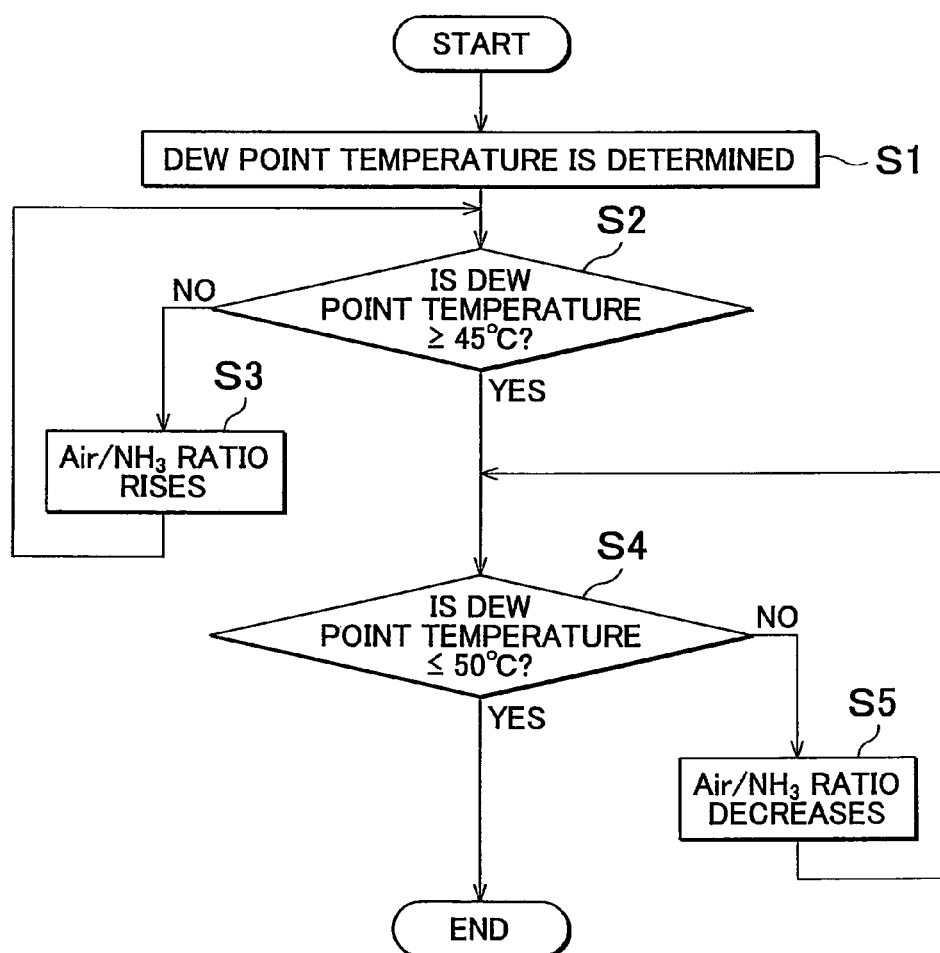 START
DEW POINT TEMPERATURE IS DETERMINED
S1
S2
IS DEW
POINT TEMPERATURE
≥ 45°C?
NO
YES
S3
Air/NH₃ RATIO
RISES
S4
IS DEW
POINT TEMPERATURE
≤ 50°C?
NO
YES
S5
Air/NH₃ RATIO
DECREASES
END